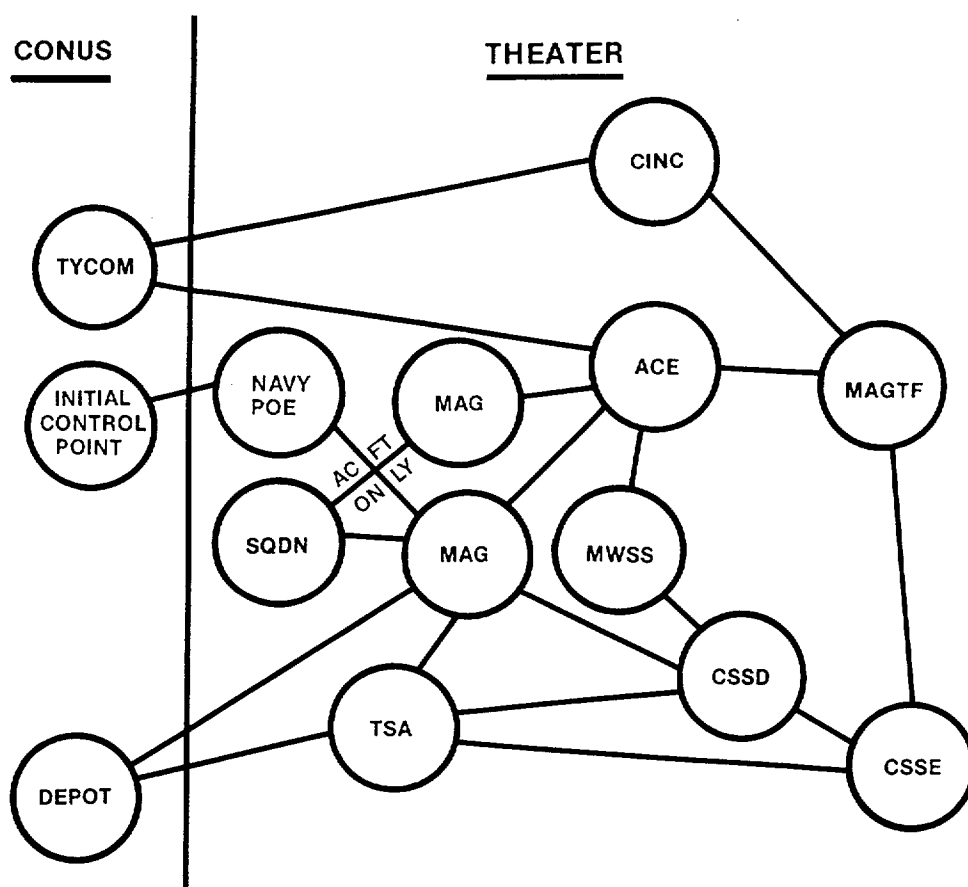 CONUS
THEATER
CINC
TYCOM
ACE
MAGTF
NAVY
POE
MAG
INITIAL
CONTROL
POINT
AC FT
ON LY
SQDN
MAG
MWSS
CSSD
TSA
CSSE
DEPOT